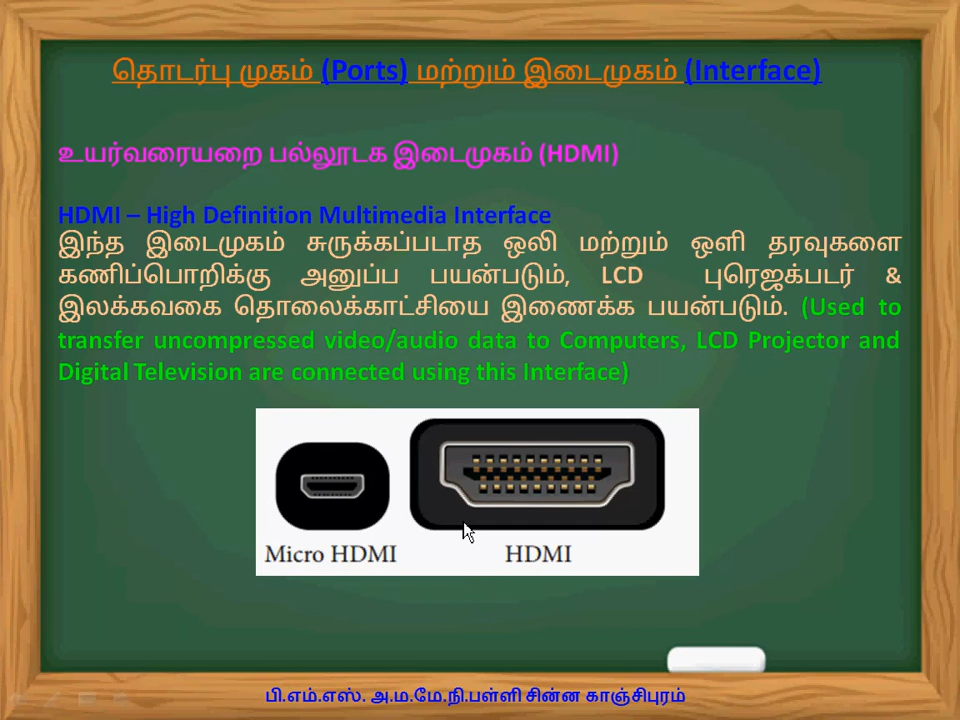 தொடர்பு முகம் (Ports) மற்றும் இடைமுகம் (Interface)
உயர்வரையறை பல்லூடக இடைமுகம் (HDMI)
HDMI – High Definition Multimedia Interface
இந்த இடைமுகம் சுருக்கப்படாத ஒலி மற்றும் ஒளி தரவுகளை
கணிப்பொறிக்கு அனுப்ப பயன்படும், LCD புரெஜக்படர் &
இலக்கவகை தொலைக்காட்சியை இணைக்க பயன்படும். (Used to
transfer uncompressed video/audio data to Computers, LCD Projector and
Digital Television are connected using this Interface)
Micro HDMI HDMI
பி.எம்.எஸ். அ.ம.மே.நி.பள்ளி சின்ன காஞ்சிபுரம்